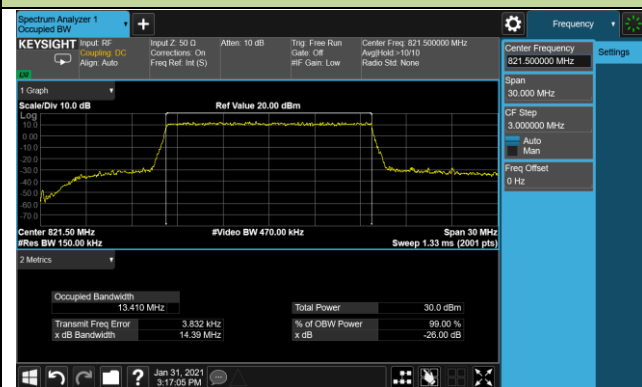 Spectrum Analyzer 1
Occupied BW
+
Frequency
KEYSIGHT
Input: RF
Coupling: DC
Align: Auto
Input Z: 50 Ω
Corrections: On
Freq Ref: Int (S)
Atten: 10 dB
Trig: Free Run
Gate: Off
#IF Gain: Low
Center Freq: 821.500000 MHz
Avg|Hold:>10/10
Radio Std: None
Center Frequency
821.500000 MHz
Settings
Span
30.000 MHz
CF Step
3.000000 MHz
Auto
Man
Freq Offset
0 Hz
1 Graph
Scale/Div 10.0 dB
Ref Value 20.00 dBm
Log
10.0
0.00
-10.0
-20.0
-30.0
-40.0
-50.0
-60.0
-70.0
Center 821.50 MHz
#Video BW 470.00 kHz
Span 30 MHz
#Res BW 150.00 kHz
Sweep 1.33 ms (2001 pts)
2 Metrics
Occupied Bandwidth
13.410 MHz
Total Power 30.0 dBm
Transmit Freq Error 3.832 kHz
% of OBW Power 99.00 %
x dB Bandwidth 14.39 MHz
x dB -26.00 dB
?
Jan 31, 2021
3:17:05 PM